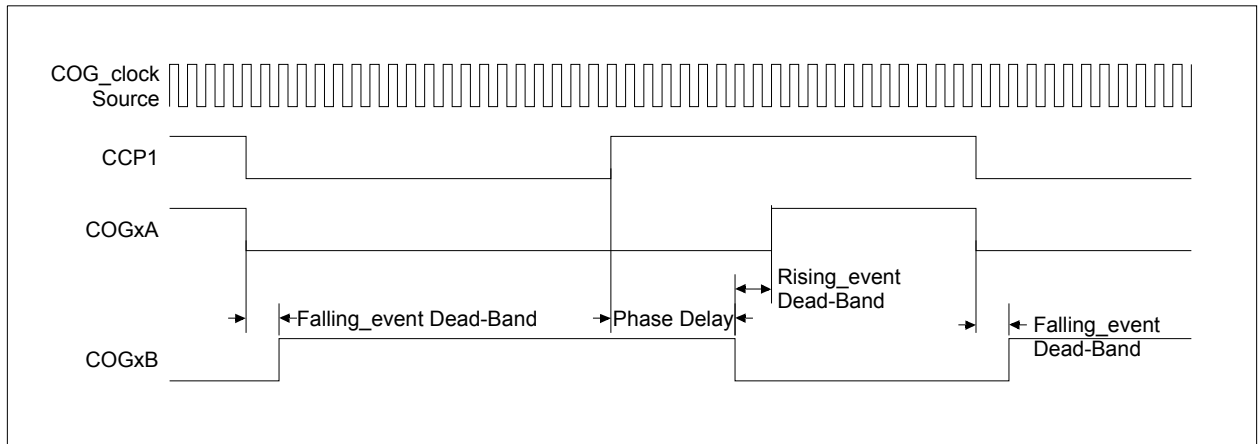 COG_clock
Source
CCP1
COGxA
Rising_event
Dead-Band
Falling_event Dead-Band
Phase Delay
Falling_event
Dead-Band
COGxB